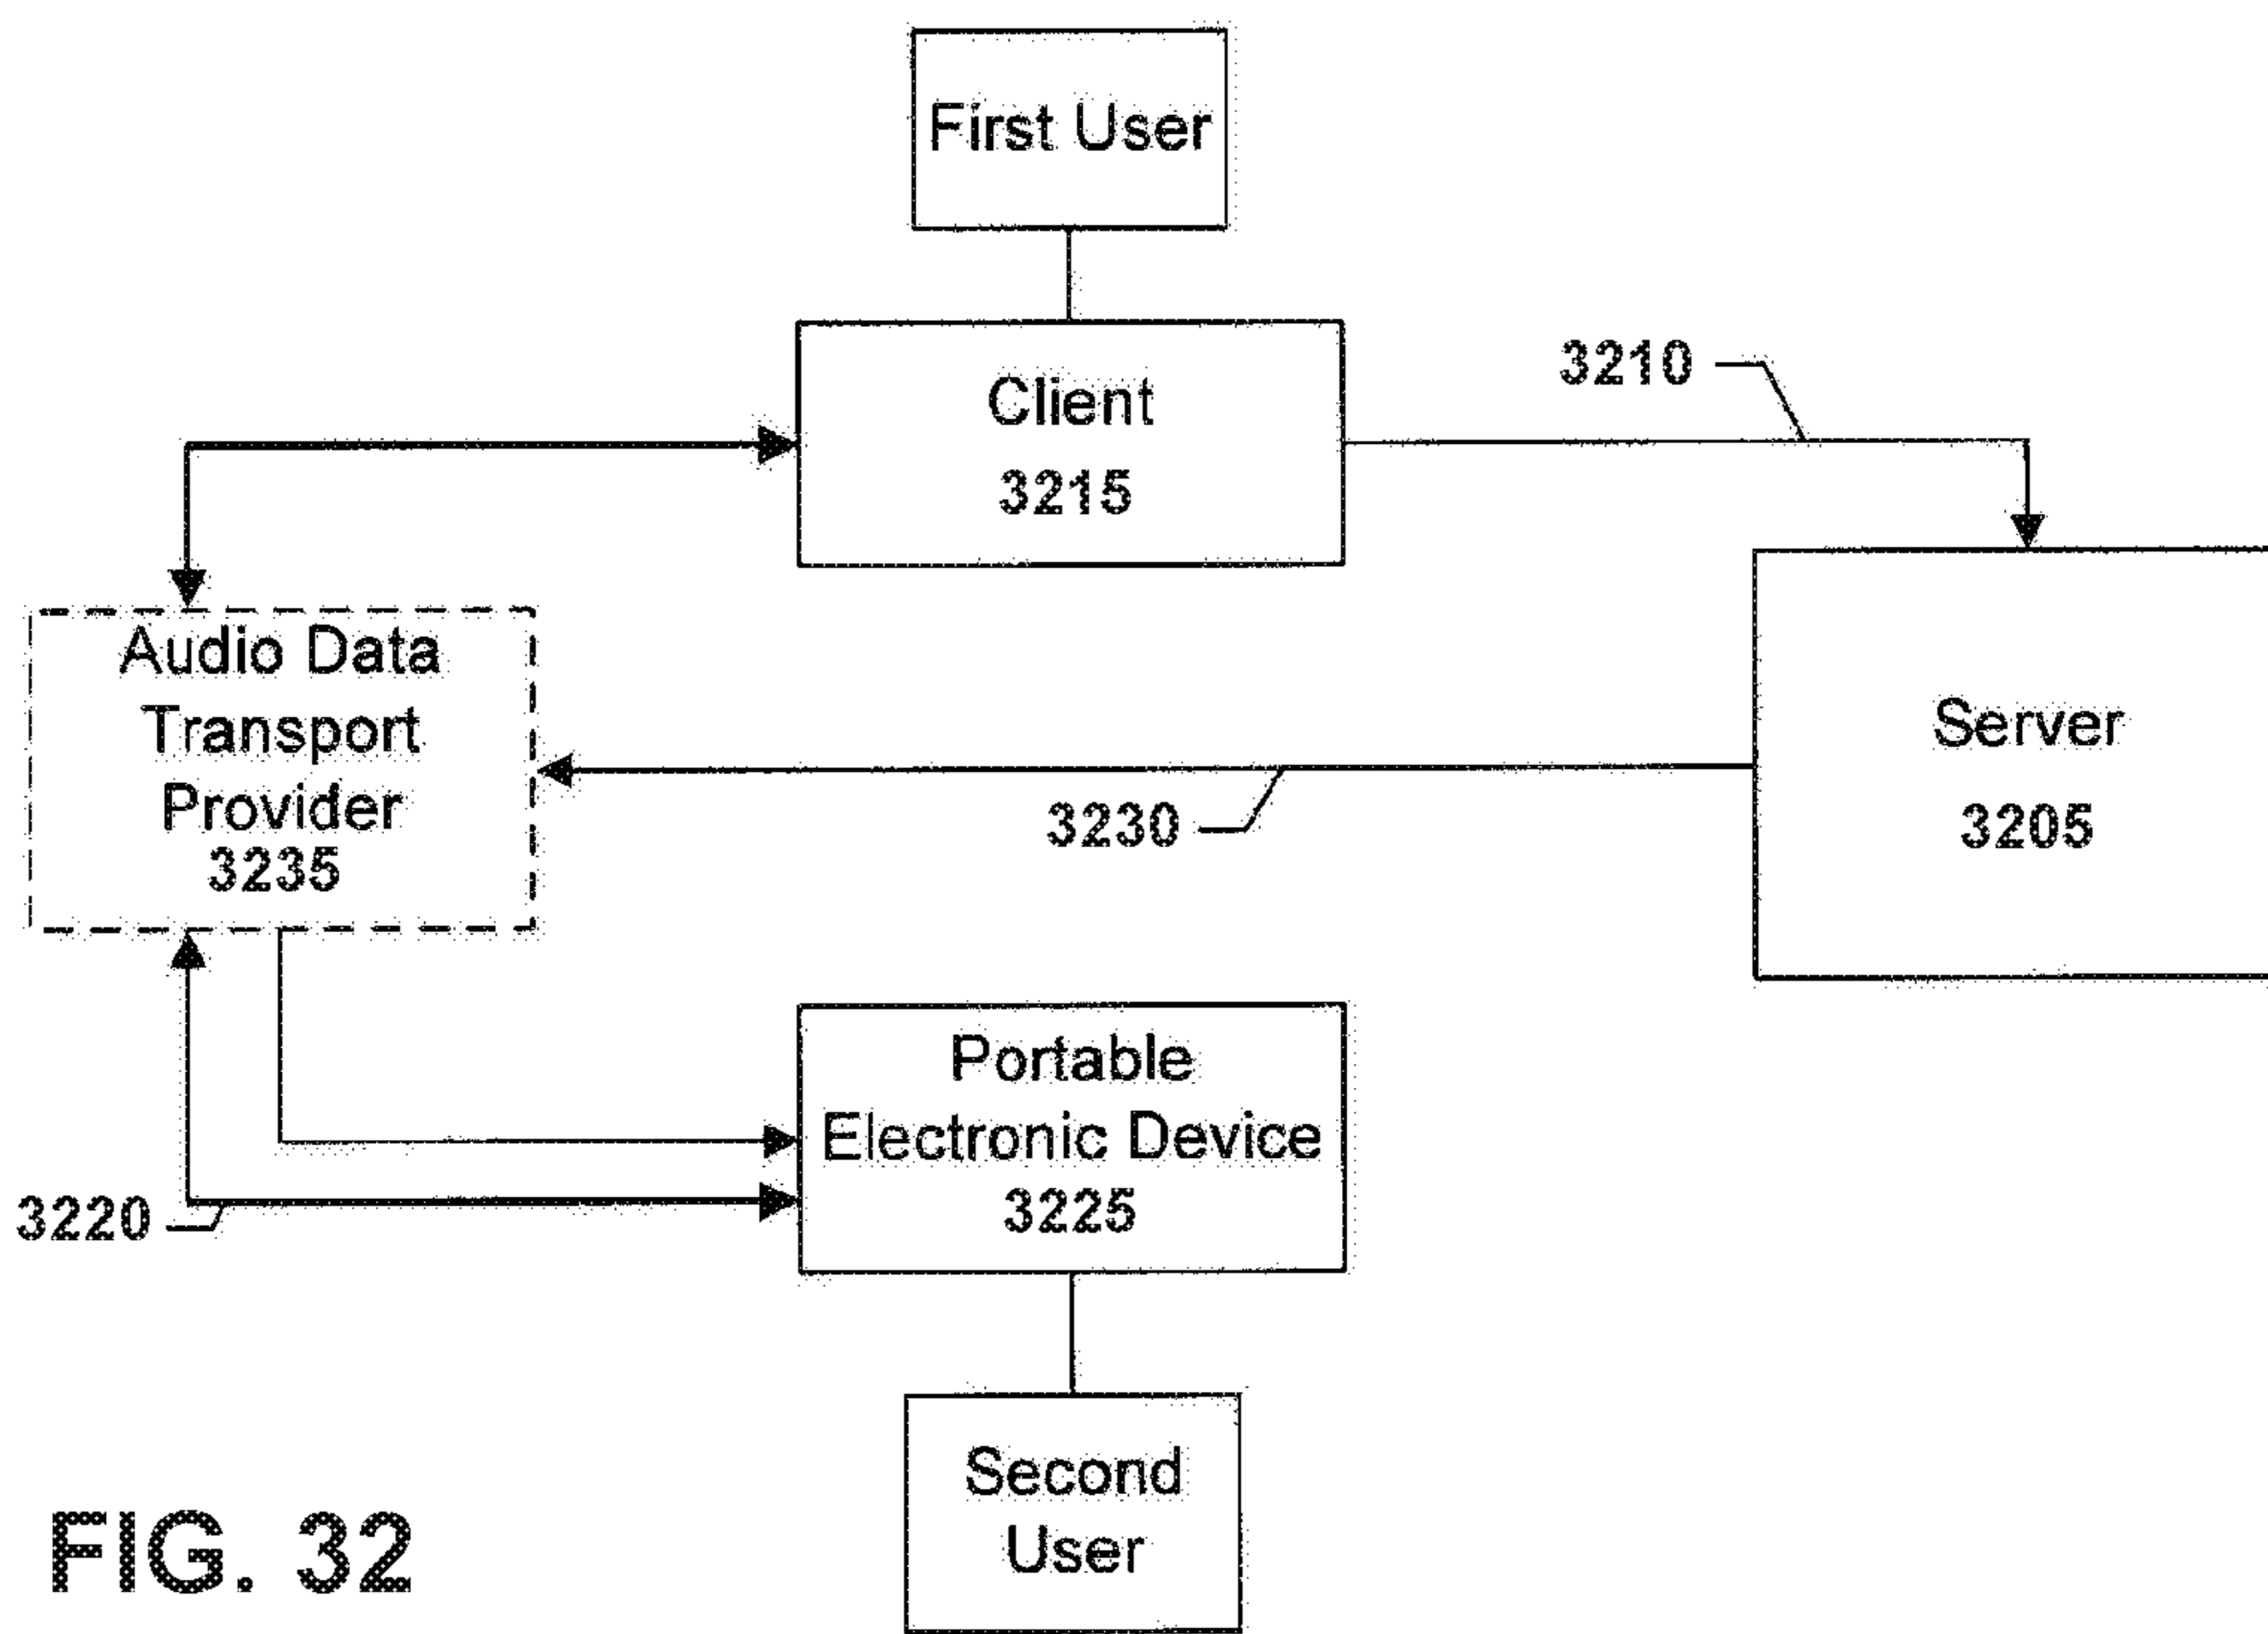 First User
Client
3215
3210
Audio Data
Transport
Provider
3235
Server
3205
3230
Portable
Electronic Device
3225
3220
Second
User
FIG. 32